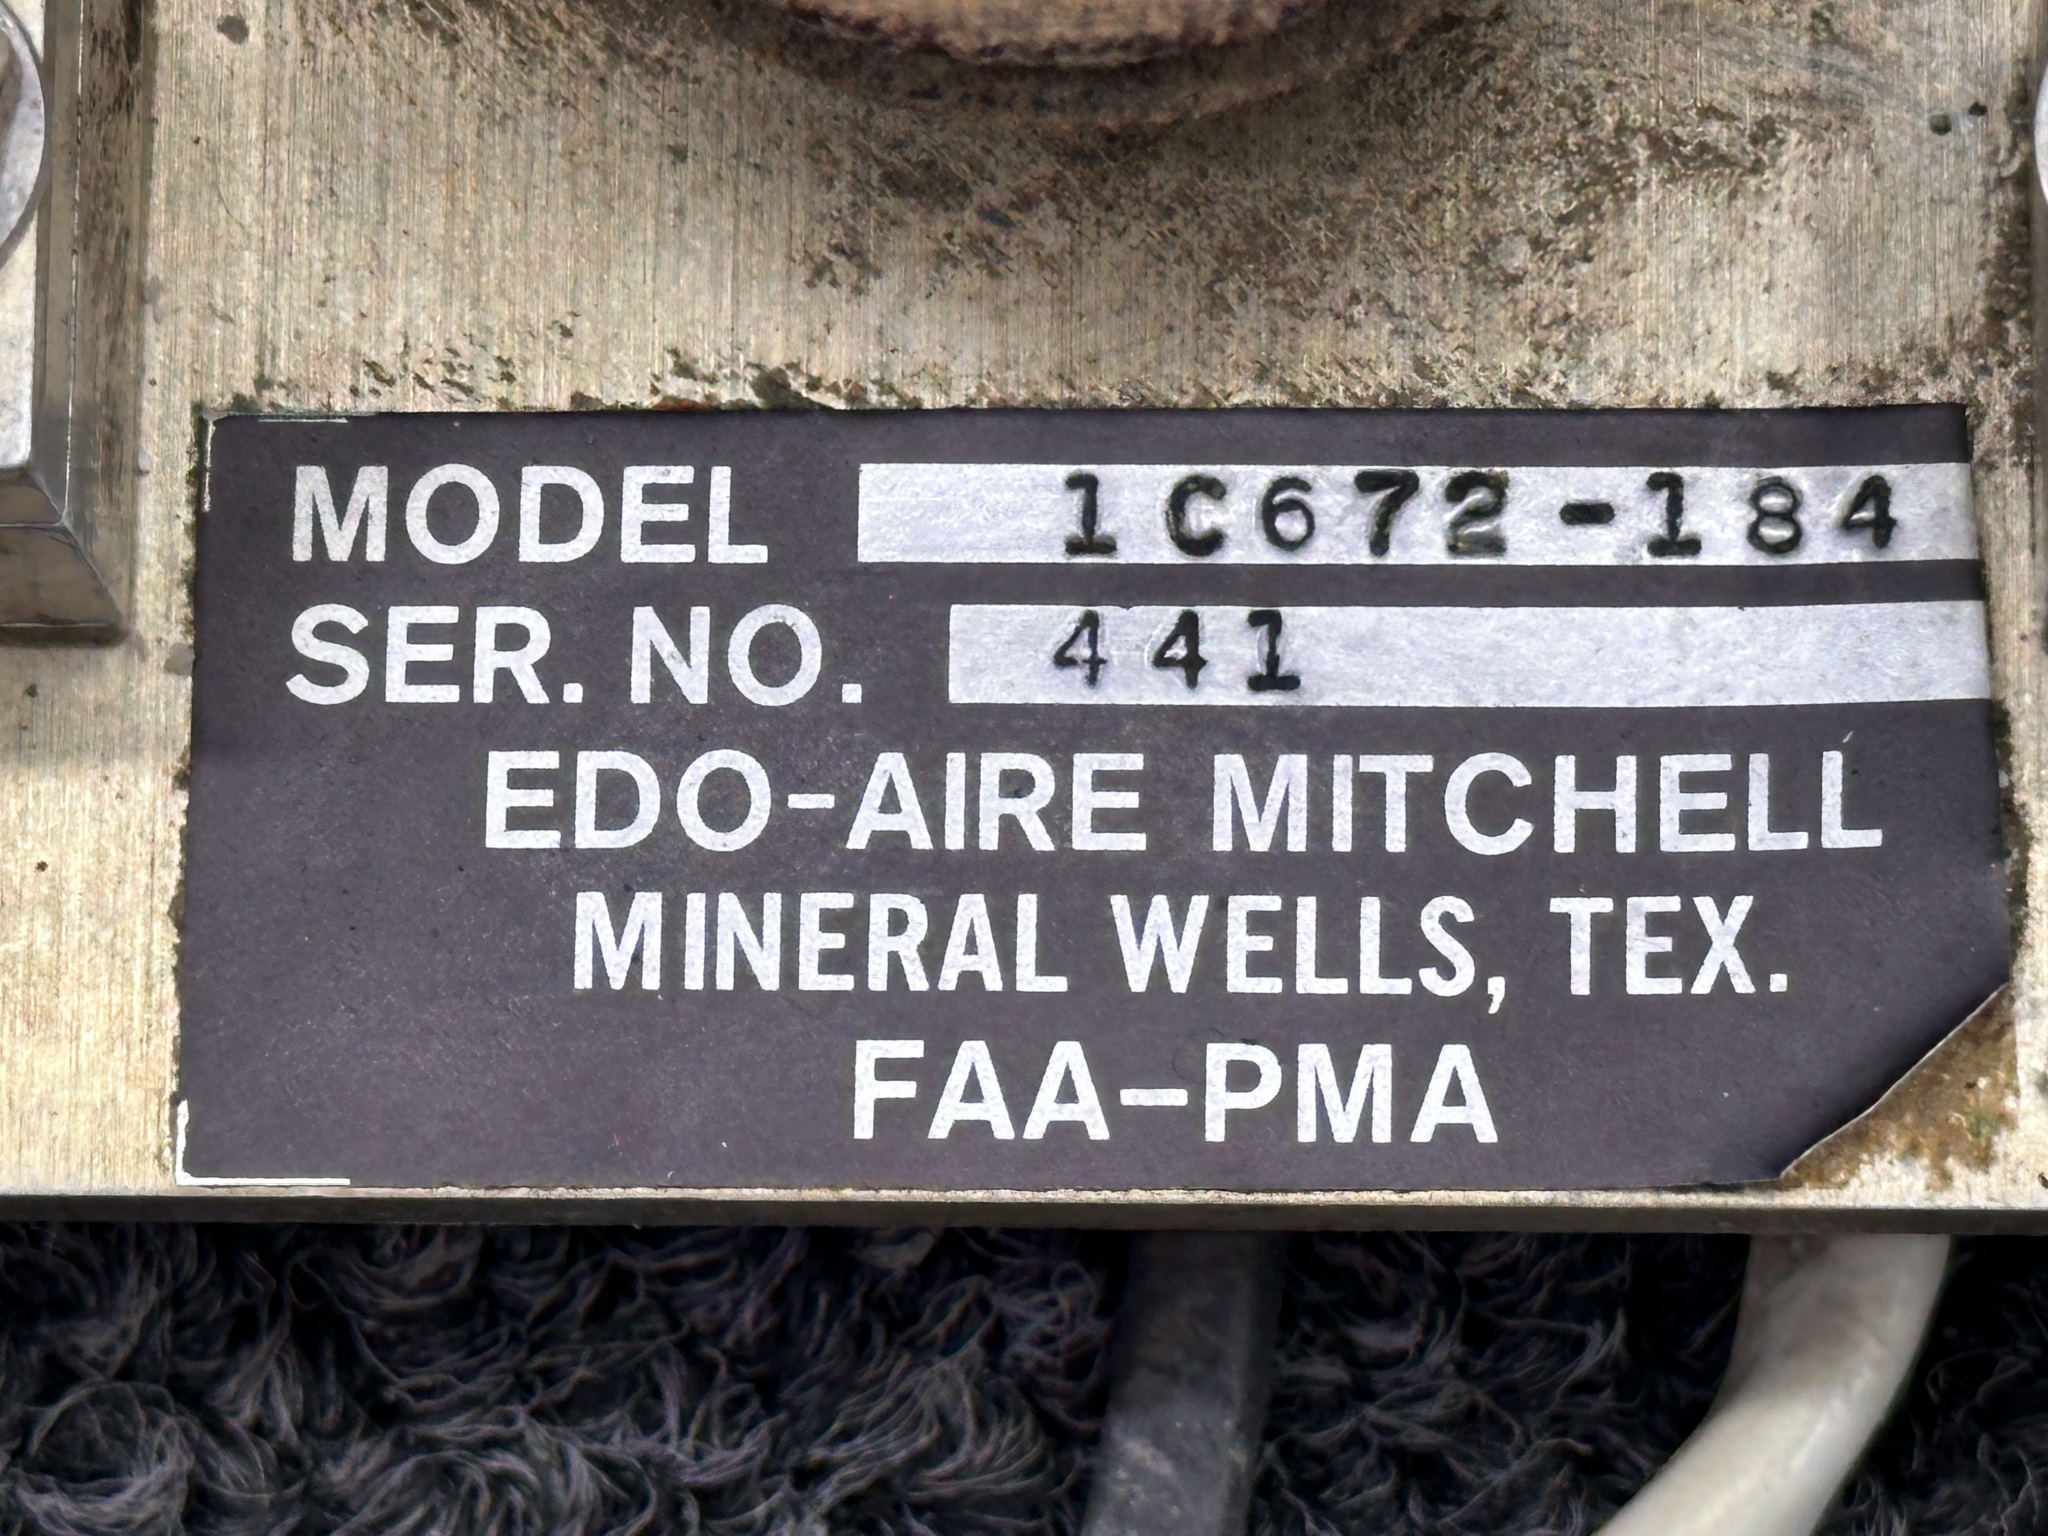 MODEL 1C672-184
SER. NO. 441
EDO-AIRE MITCHELL
MINERAL WELLS, TEX.
FAA-PMA